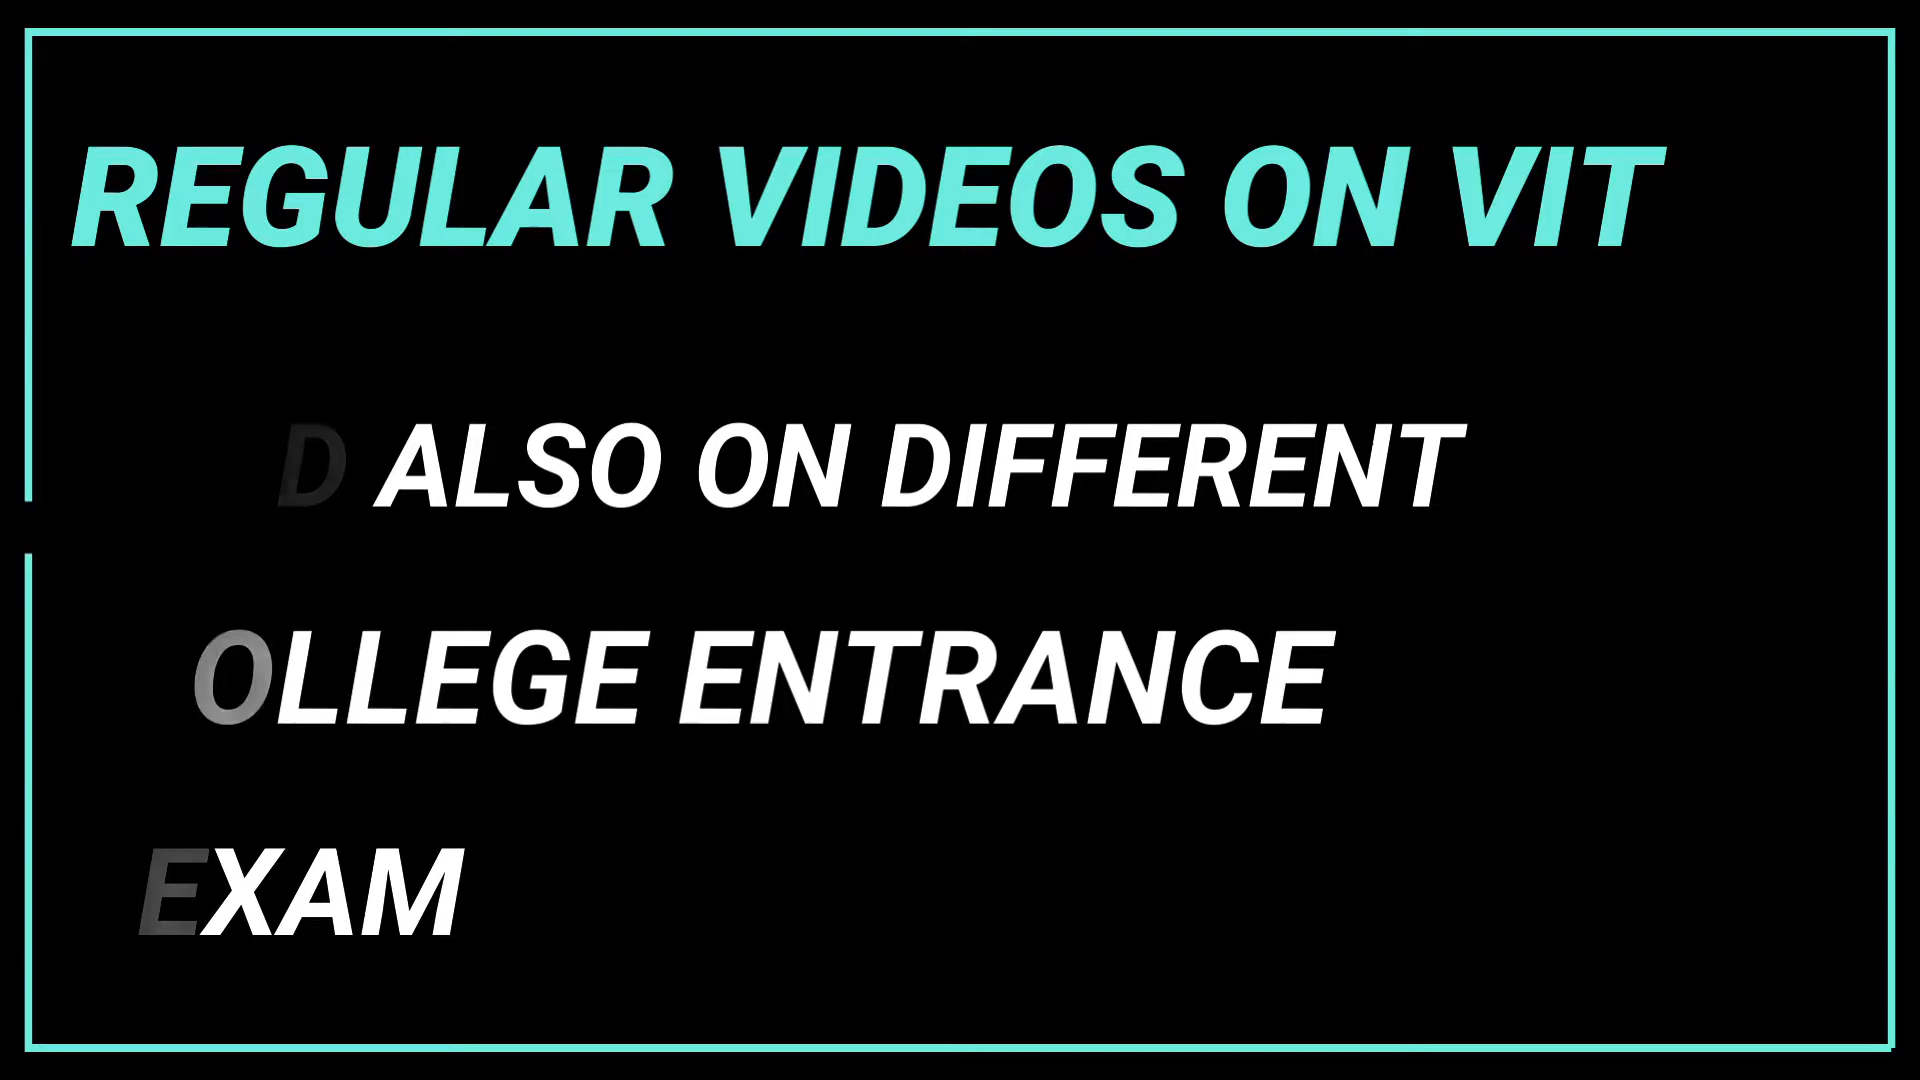 REGULAR VIDEOS ON VIT
D ALSO ON DIFFERENT
OLLEGE ENTRANCE
EXAM